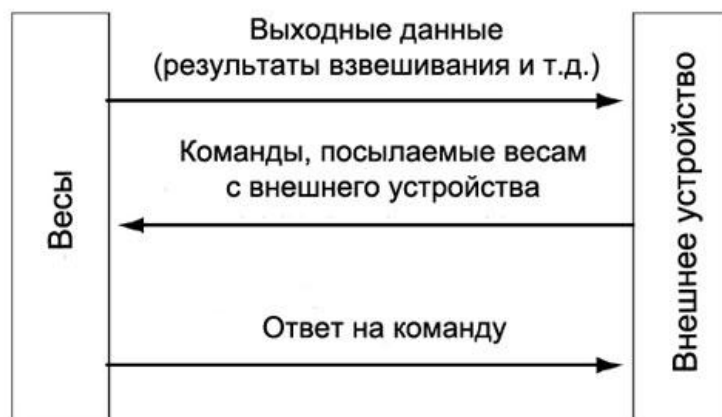 Весы
Выходные данные
(результаты взвешивания и т.д.)
Команды, посылаемые весам
с внешнего устройства
Ответ на команду
Внешнее устройство